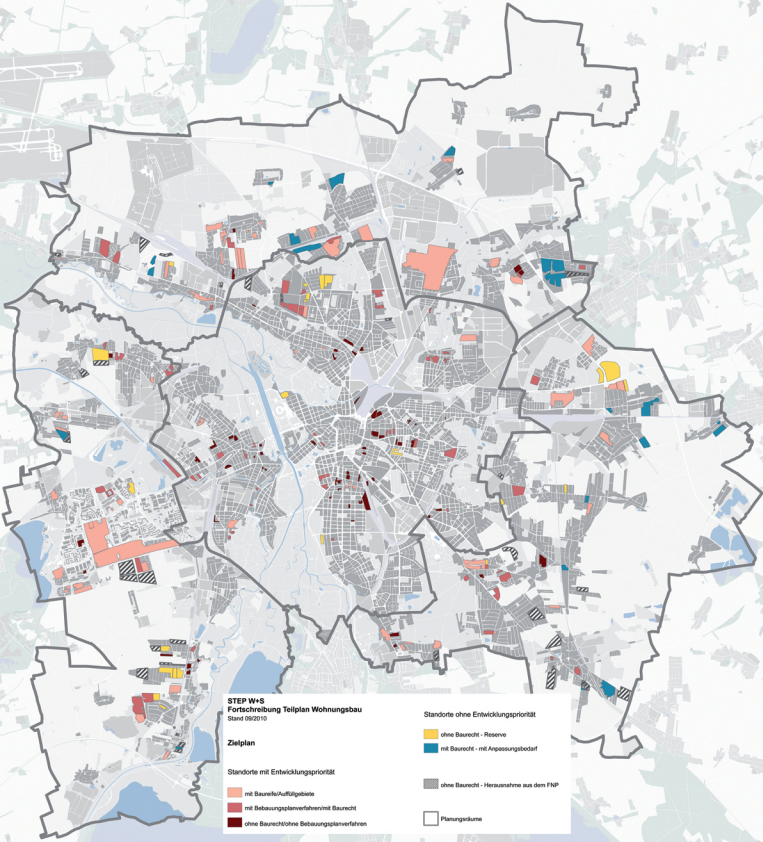 STEP W+S
Fortschreibung Teilplan Wohnungsbau
Stand 09/2010
Zielplan
Standorte mit Entwicklungspriorität
mit Baureife/Auffüllgebiete
mit Bebauungsplanverfahren/mit Baurecht
ohne Baurecht/ohne Bebauungsplanverfahren
Standorte ohne Entwicklungspriorität
ohne Baurecht - Reserve
mit Baurecht - mit Anpassungsbedarf
ohne Baurecht - Herausnahme aus dem FNP
Planungsräume